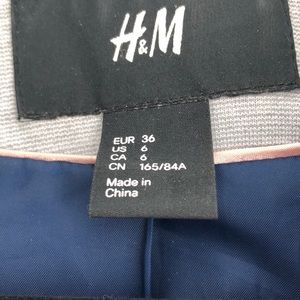 H&M
EUR 36
US 6
CA 6
CN 165/84A
Made in
China